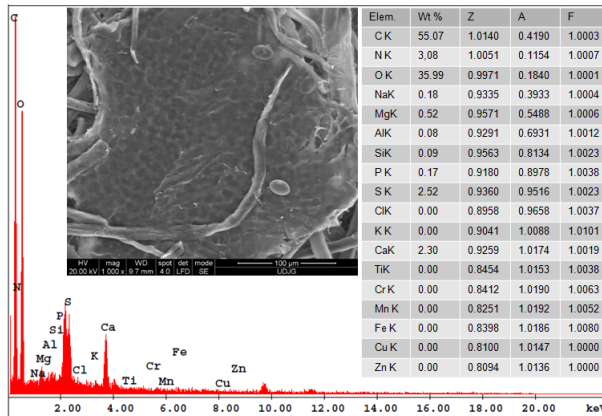 C
O
N
Na
Mg
Al
Si
P
S
Cl
K
Ca
Ti
Cr
Mn
Fe
Cu
Zn
2.00 4.00 6.00 8.00 10.00 12.00 14.00 16.00 18.00 keV
HV mag WD spot det mode
20.00 kV 1 000 x 9.7 mm 4.0 LFD SE
100 µm
UDJG
Elem. Wt % Z A F
C K 55.07 1.0140 0.4190 1.0003
N K 3,08 1.0051 0.1154 1.0007
O K 35.99 0.9971 0.1840 1.0001
NaK 0.18 0.9335 0.3933 1.0004
MgK 0.52 0.9571 0.5488 1.0006
AlK 0.08 0.9291 0.6931 1.0012
SiK 0.09 0.9563 0.8134 1.0023
P K 0.17 0.9180 0.8978 1.0038
S K 2.52 0.9360 0.9516 1.0023
ClK 0.00 0.8958 0.9658 1.0037
K K 0.00 0.9041 1.0088 1.0101
CaK 2.30 0.9259 1.0174 1.0019
TiK 0.00 0.8454 1.0153 1.0038
Cr K 0.00 0.8412 1.0190 1.0063
Mn K 0.00 0.8251 1.0192 1.0052
Fe K 0.00 0.8398 1.0186 1.0080
Cu K 0.00 0.8100 1.0147 1.0000
Zn K 0.00 0.8094 1.0136 1.0000